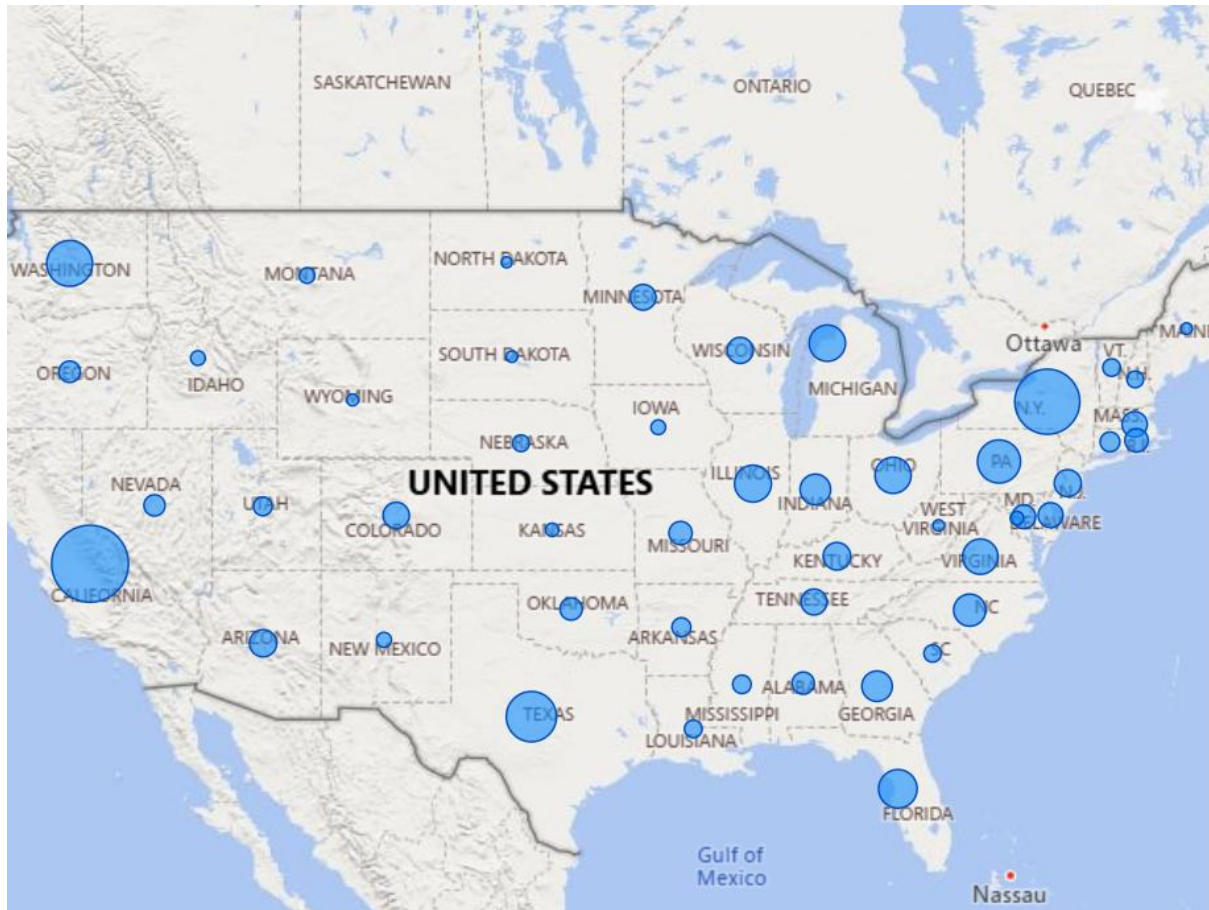 SASKATCHEWAN
ONTARIO
QUEBEC
WASHINGTON
MONTANA
NORTH DAKOTA
MINNESOTA
MAINE
Ottawa
VT.
N.H.
OREGON
IDAHO
SOUTH DAKOTA
WISCONSIN
MICHIGAN
WYOMING
IOWA
N.Y.
MASS.
R.I.
NEBRASKA
UNITED STATES
NEVADA
UTAH
COLORADO
KANSAS
MISSOURI
ILLINOIS
INDIANA
OHIO
PA
N.J.
MD.
DELAWARE
WEST
VIRGINIA
KENTUCKY
VIRGINIA
CALIFORNIA
ARIZONA
NEW MEXICO
OKLAHOMA
ARKANSAS
TENNESSEE
NC
SC
TEXAS
MISSISSIPPI
ALABAMA
GEORGIA
LOUISIANA
FLORIDA
Gulf of
Mexico
Nassau